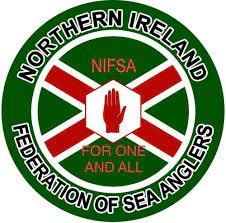 NORTHERN IRELAND
NIFSA
FOR ONE
AND ALL
FEDERATION OF SEA ANGLERS